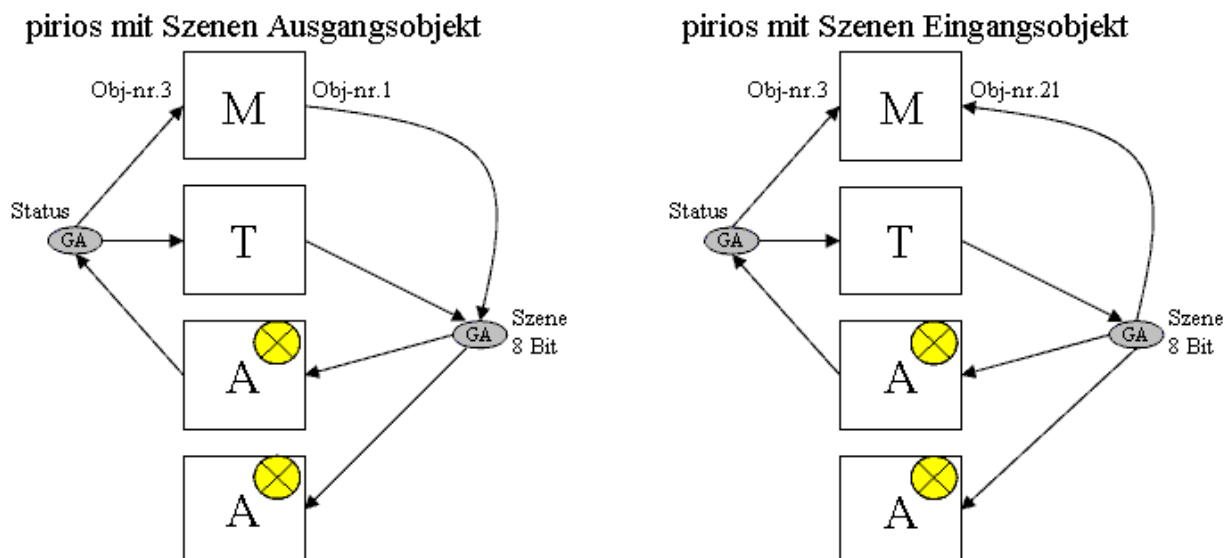 pirios mit Szenen Ausgangsobjekt
Obj-nr.3
M
Obj-nr.1
Status
GA
T
GA
Szene
8 Bit
A
A
pirios mit Szenen Eingangsobjekt
Obj-nr.3
M
Obj-nr.21
Status
GA
T
GA
Szene
8 Bit
A
A